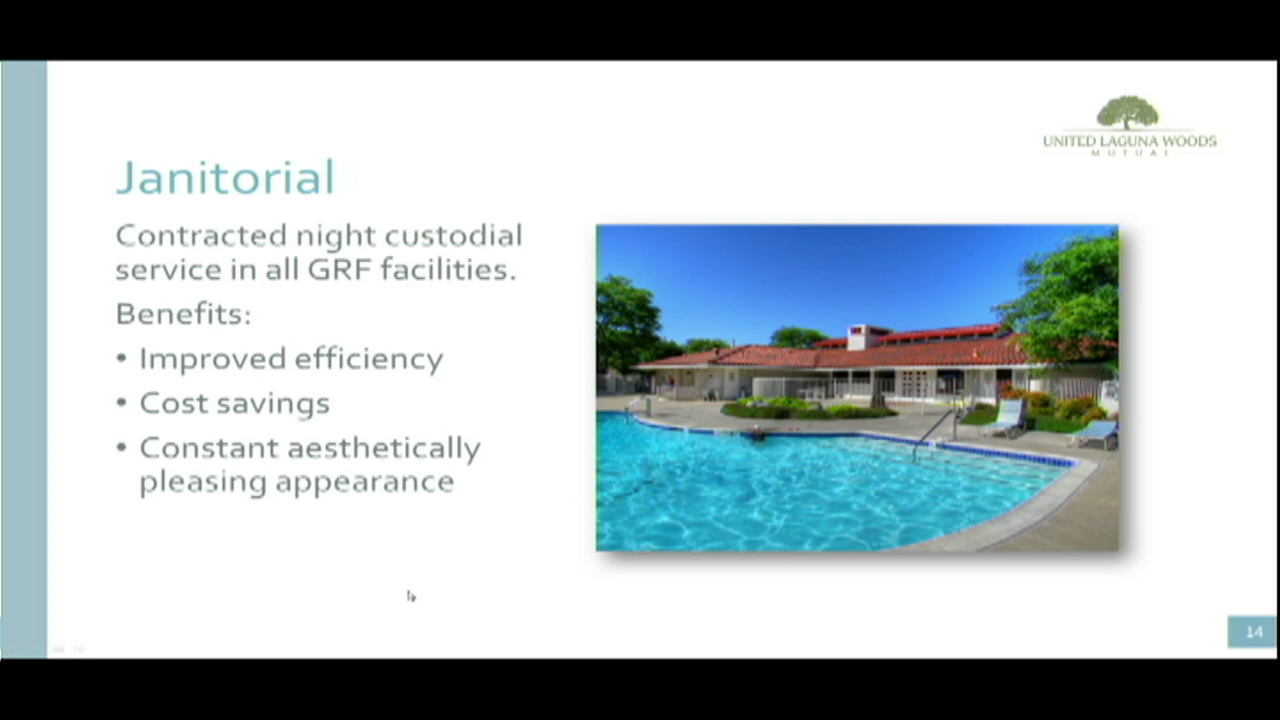 UNITED LAGUNA WOODS
MUTUAL
Janitorial
Contracted night custodial
service in all GRF facilities.
Benefits:
• Improved efficiency
• Cost savings
• Constant aesthetically
pleasing appearance
14